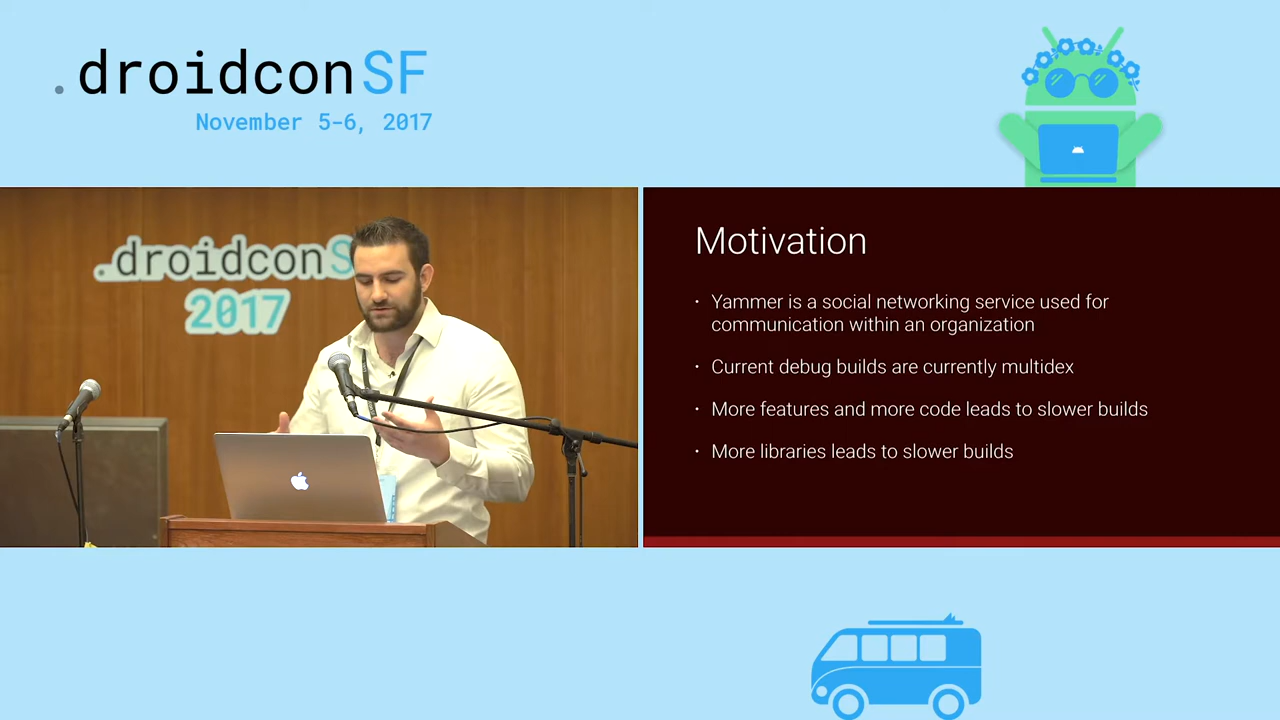 .droidconSF
November 5-6, 2017
.droidconS
2017
Motivation
• Yammer is a social networking service used for
communication within an organization
• Current debug builds are currently multidex
• More features and more code leads to slower builds
• More libraries leads to slower builds